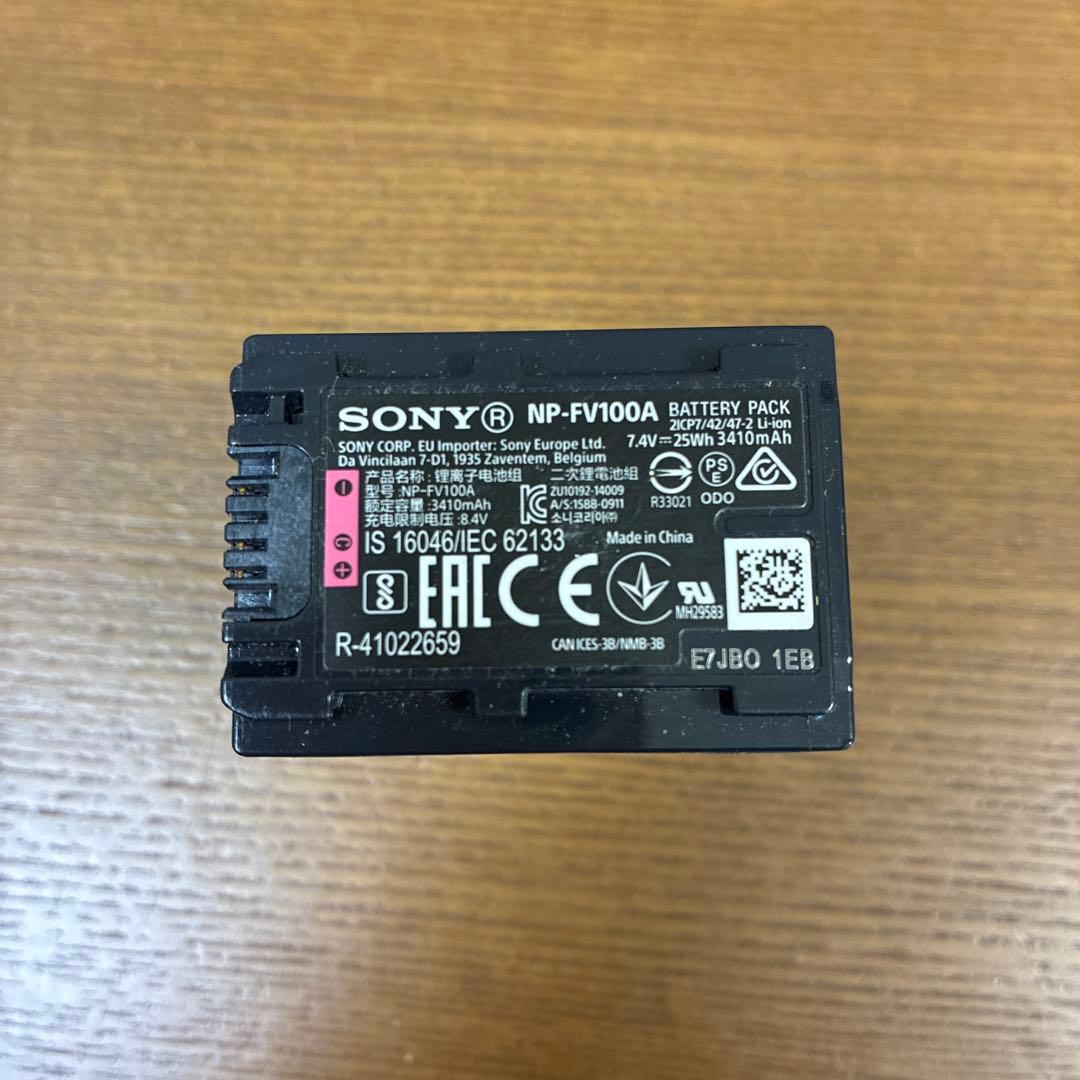 SONY® NP-FV100A BATTERY PACK
2ICP7/42/47-2 Li-ion
7.4V⎓25Wh 3410mAh
SONY CORP. EU Importer: Sony Europe Ltd.
Da Vincilaan 7-D1, 1935 Zaventem, Belgium
产品名称:锂离子电池组 二次鋰電池組
型号:NP-FV100A
额定容量:3410mAh
充电限制电压:8.4V
ZU10192-14009
A/S:1588-0911
소니코리아㈜
R33021
PS
E
ODO
− C +
IS 16046/IEC 62133
Made in China
EAC CE
MH29583
R-41022659
CAN ICES-3B/NMB-3B
E7JBO 1EB